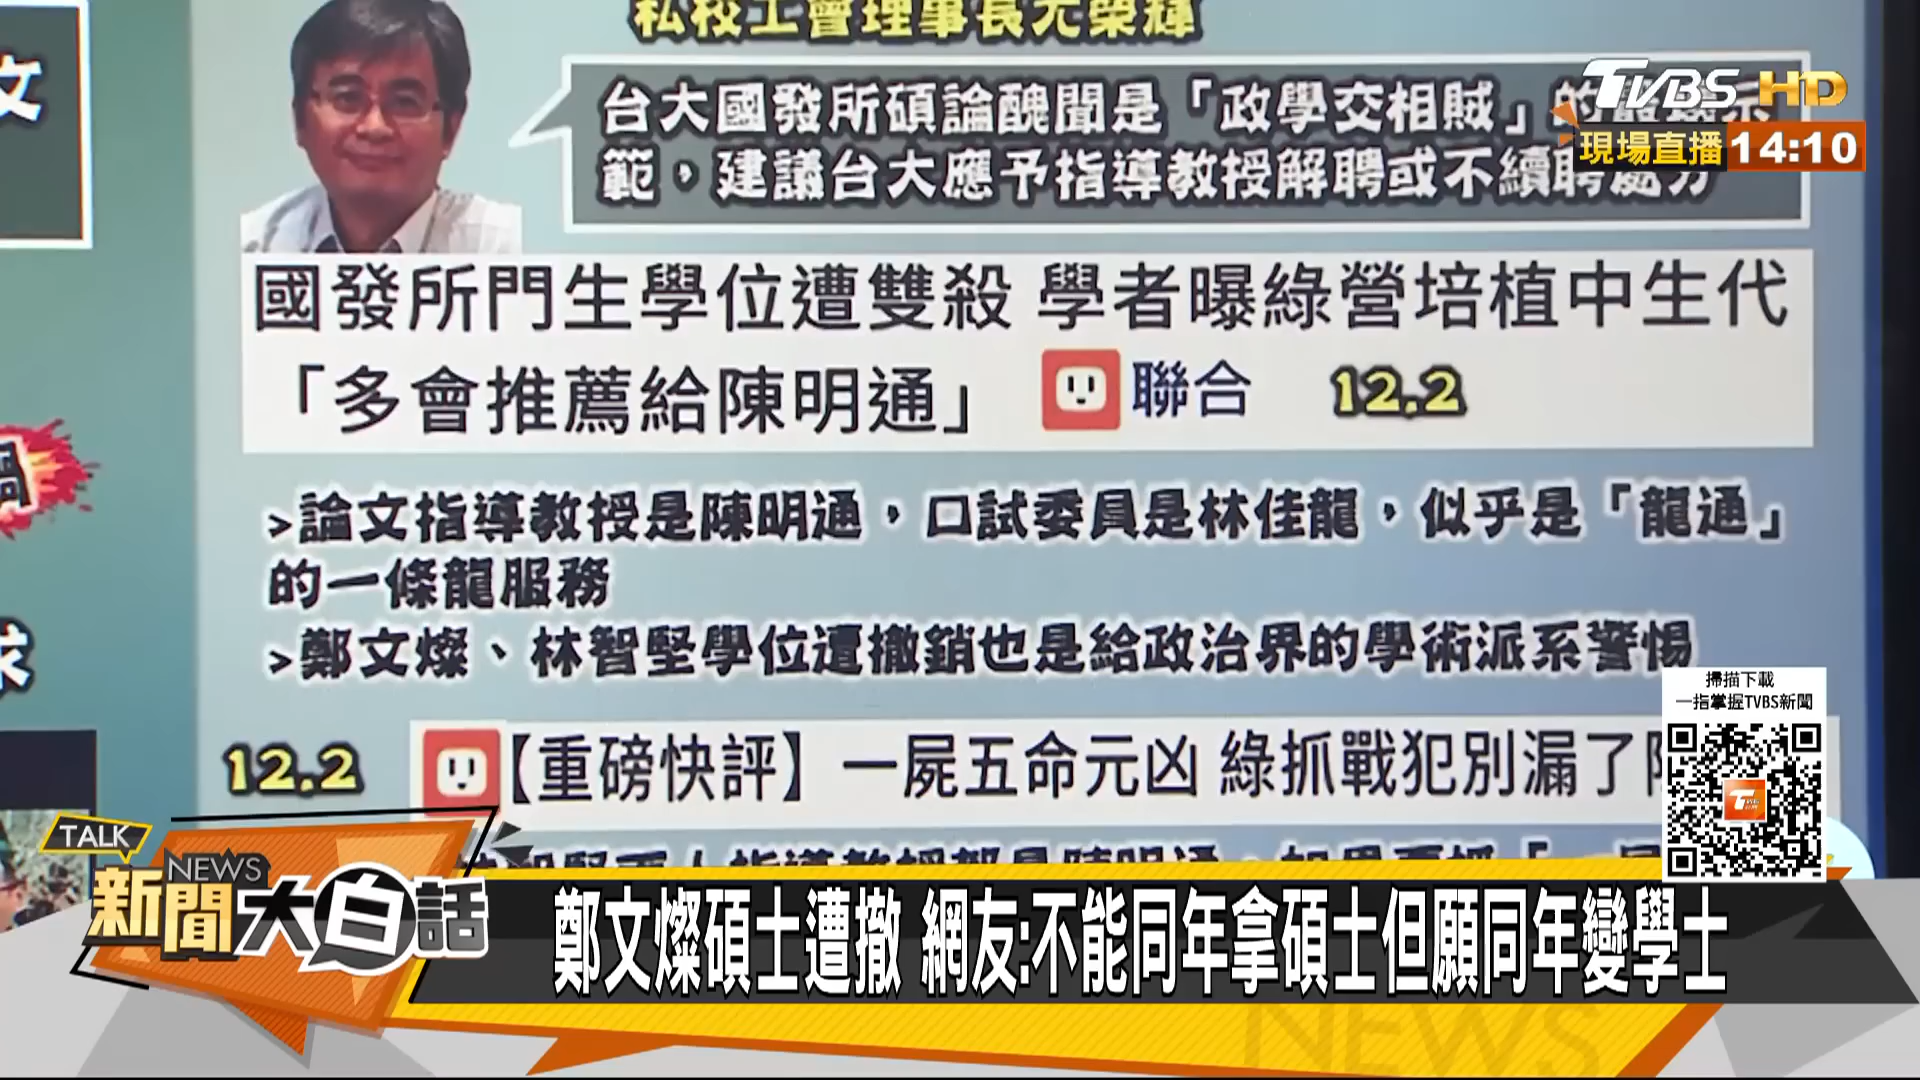 文
私校工會理事長尤榮輝
台大國發所碩論醜聞是「政學交相賊」的
範，建議台大應予指導教授解聘或不續聘處分
TVBS HD
現場直播 14:10
國發所門生學位遭雙殺 學者曝綠營培植中生代
「多會推薦給陳明通」 聯合 12.2
>論文指導教授是陳明通，口試委員是林佳龍，似乎是「龍通」
的一條龍服務
>鄭文燦、林智堅學位遭撤銷也是給政治界的學術派系警惕
掃描下載
一指掌握TVBS新聞
12.2 【重磅快評】一屍五命元凶 綠抓戰犯別漏了
TALK
NEWS
新聞大白話
鄭文燦碩士遭撤 網友:不能同年拿碩士但願同年變學士
NEWS